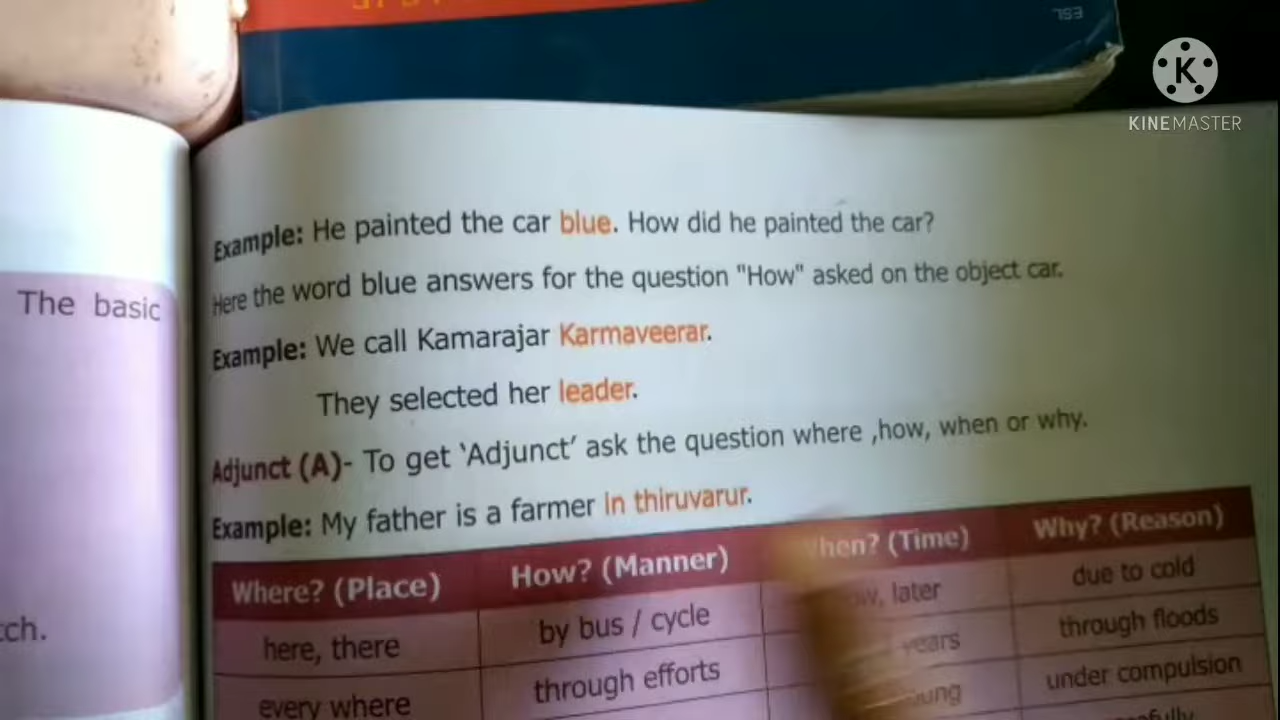 ESL
KINEMASTER
Example: He painted the car blue. How did he painted the car?
Here the word blue answers for the question "How" asked on the object car.
Example: We call Kamarajar Karmaveerar.
They selected her leader.
Adjunct (A)- To get ‘Adjunct’ ask the question where ,how, when or why.
Example: My father is a farmer in thiruvarur.
Where? (Place) How? (Manner) When? (Time) Why? (Reason)
here, there by bus / cycle later due to cold
through efforts years through floods
every where under compulsion
The basic